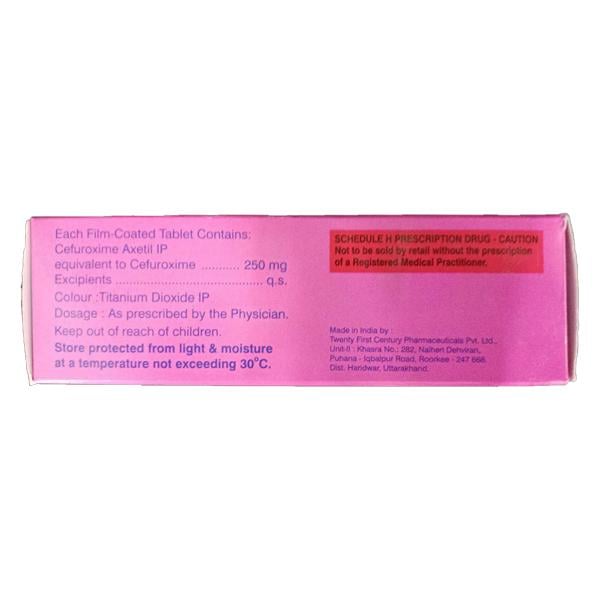 Each Film-Coated Tablet Contains:
Cefuroxime Axetil IP
equivalent to Cefuroxime ........... 250 mg
Excipients .......................................... q.s.
Colour :Titanium Dioxide IP
Dosage : As prescribed by the Physician.
Keep out of reach of children.
Store protected from light & moisture
at a temperature not exceeding 30°C.
SCHEDULE H PRESCRIPTION DRUG - CAUTION
Not to be sold by retail without the prescription
of a Registered Medical Practitioner.
Made in India by :
Twenty First Century Pharmaceuticals Pvt. Ltd.,
Unit-II : Khasra No.; 282, Nalheri Dehviran,
Puhana - Iqbalpur Road, Roorkee - 247 668.
Dist. Haridwar, Uttarakhand.